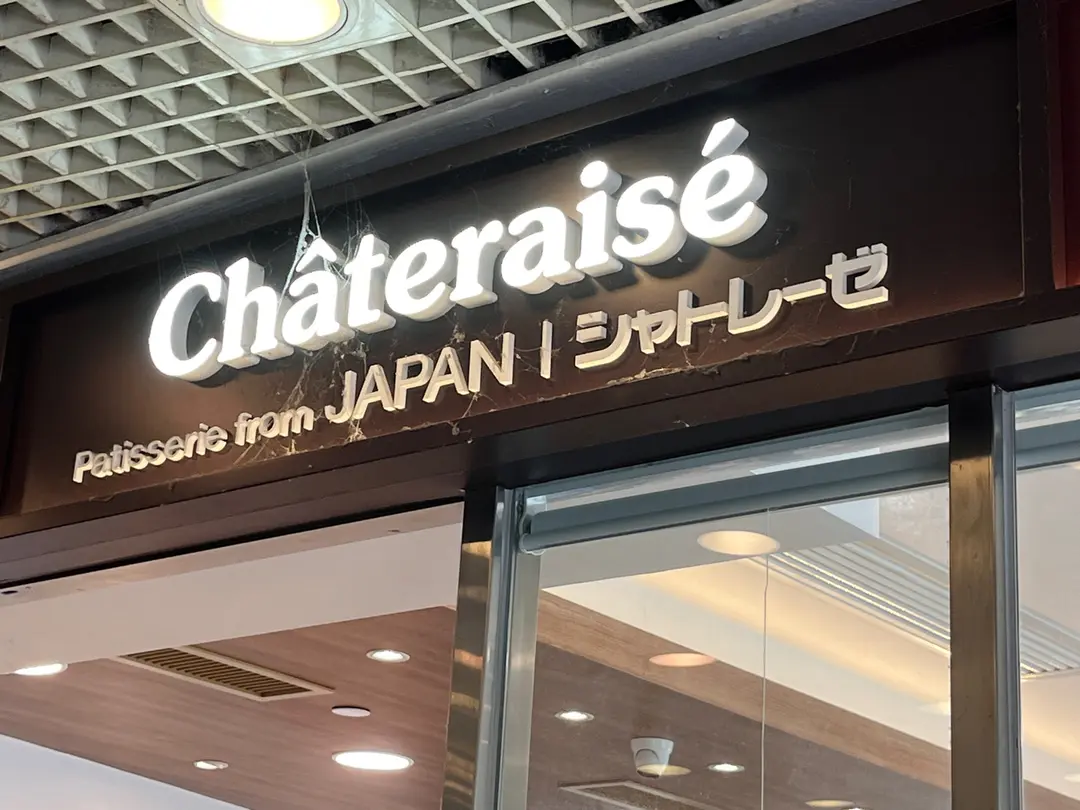 Châteraisé
Patisserie from JAPAN | シャトレーゼ